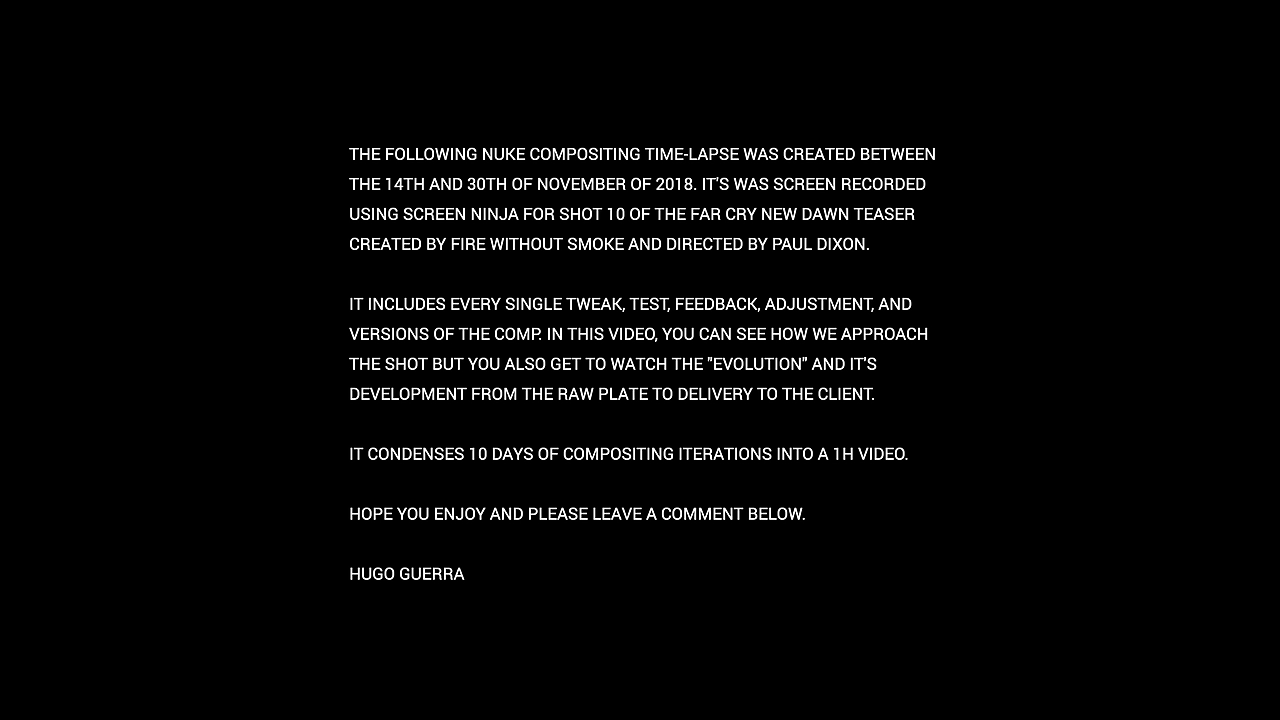 THE FOLLOWING NUKE COMPOSITING TIME-LAPSE WAS CREATED BETWEEN
THE 14TH AND 30TH OF NOVEMBER OF 2018. IT'S WAS SCREEN RECORDED
USING SCREEN NINJA FOR SHOT 10 OF THE FAR CRY NEW DAWN TEASER
CREATED BY FIRE WITHOUT SMOKE AND DIRECTED BY PAUL DIXON.
IT INCLUDES EVERY SINGLE TWEAK, TEST, FEEDBACK, ADJUSTMENT, AND
VERSIONS OF THE COMP. IN THIS VIDEO, YOU CAN SEE HOW WE APPROACH
THE SHOT BUT YOU ALSO GET TO WATCH THE "EVOLUTION" AND IT'S
DEVELOPMENT FROM THE RAW PLATE TO DELIVERY TO THE CLIENT.
IT CONDENSES 10 DAYS OF COMPOSITING ITERATIONS INTO A 1H VIDEO.
HOPE YOU ENJOY AND PLEASE LEAVE A COMMENT BELOW.
HUGO GUERRA